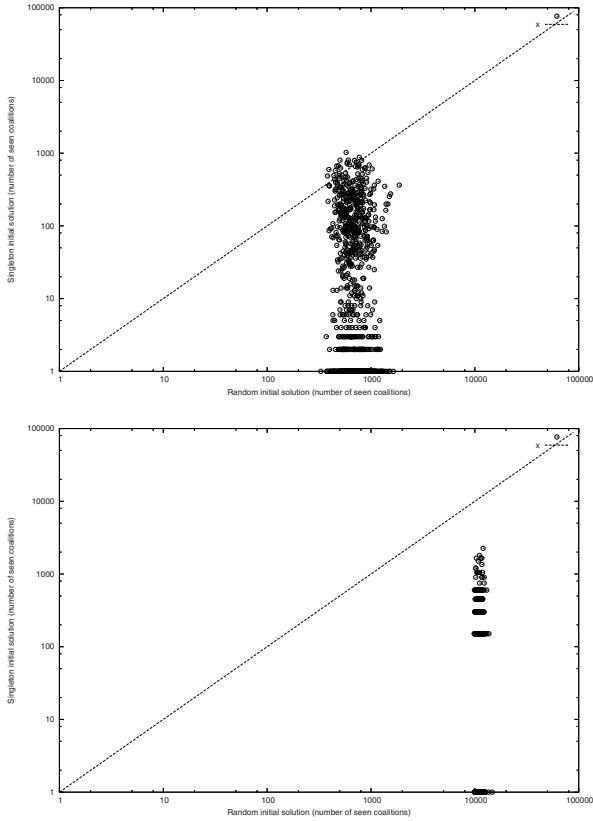 100000
10000
1000
100
10
1
Singleton initial solution (number of seen coalitions)
x
1 10 100 1000 10000 100000
Random initial solution (number of seen coalitions)
100000
10000
1000
100
10
1
Singleton initial solution (number of seen coalitions)
x
1 10 100 1000 10000 100000
Random initial solution (number of seen coalitions)